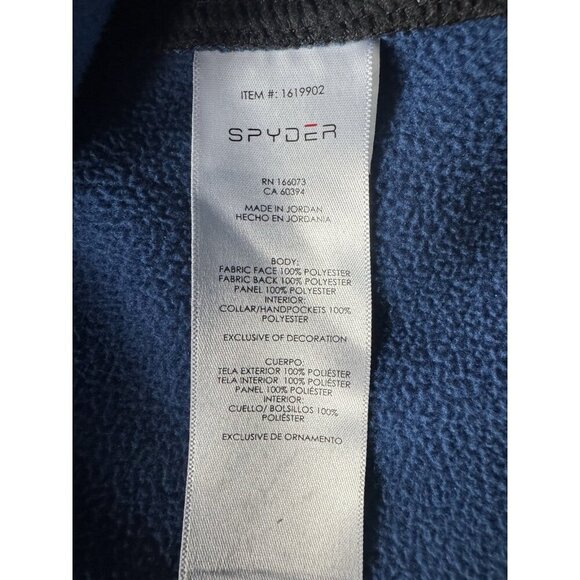 ITEM #: 1619902
SPYDER
RN 166073
CA 60394
MADE IN JORDAN
HECHO EN JORDANIA
BODY:
FABRIC FACE 100% POLYESTER
FABRIC BACK 100% POLYESTER
PANEL 100% POLYESTER
INTERIOR:
COLLAR/HANDPOCKETS 100%
POLYESTER
EXCLUSIVE OF DECORATION
CUERPO:
TELA EXTERIOR 100% POLIÉSTER
TELA INTERIOR 100% POLIÉSTER
PANEL 100% POLIÉSTER
INTERIOR:
CUELLO/ BOLSILLOS 100%
POLIÉSTER
EXCLUSIVE DE ORNAMENTO